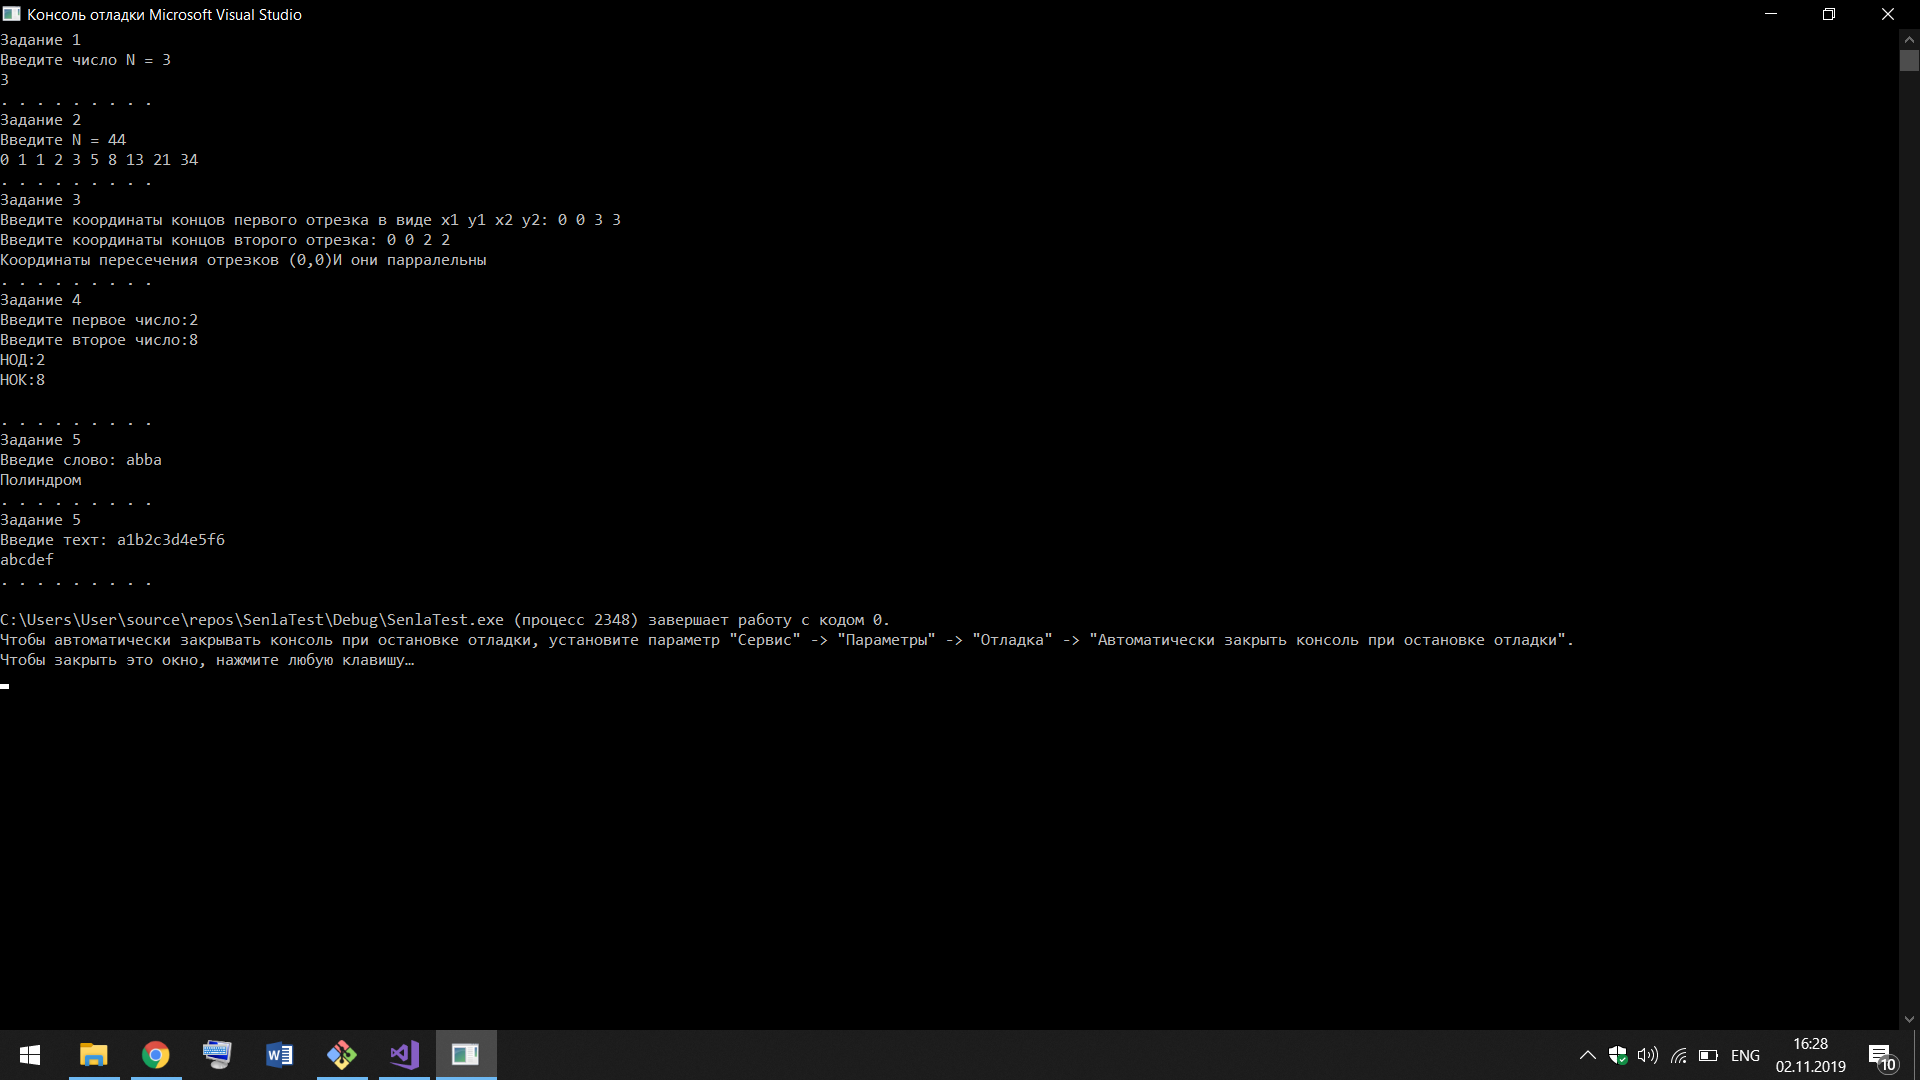 Консоль отладки Microsoft Visual Studio
Задание 1
Введите число N = 3
3
. . . . . . . . .
Задание 2
Введите N = 44
0 1 1 2 3 5 8 13 21 34
. . . . . . . . .
Задание 3
Введите координаты концов первого отрезка в виде x1 y1 x2 y2: 0 0 3 3
Введите координаты концов второго отрезка: 0 0 2 2
Координаты пересечения отрезков (0,0)И они парралельны
. . . . . . . . .
Задание 4
Введите первое число:2
Введите второе число:8
НОД:2
НОК:8
. . . . . . . . .
Задание 5
Введие слово: abba
Полиндром
. . . . . . . . .
Задание 5
Введие text: a1b2c3d4e5f6
abcdef
. . . . . . . . .
C:\Users\User\source\repos\SenlaTest\Debug\SenlaTest.exe (процесс 2348) завершает работу с кодом 0.
Чтобы автоматически закрывать консоль при остановке отладки, установите параметр "Сервис" -> "Параметры" -> "Отладка" -> "Автоматически закрыть консоль при остановке отладки".
Чтобы закрыть это окно, нажмите любую клавишу…
ENG
16:28
02.11.2019
10